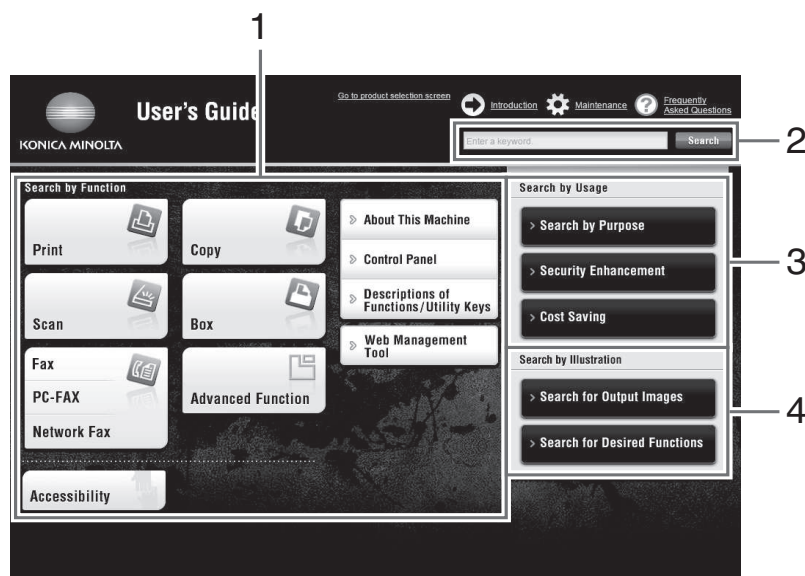 1
Go to product selection screen
Introduction
Maintenance
Frequently
Asked Questions
User's Guide
KONICA MINOLTA
Enter a keyword.
Search
2
Search by Function
Print
Copy
Scan
Box
Fax
PC-FAX
Network Fax
Advanced Function
Accessibility
About This Machine
Control Panel
Descriptions of
Functions/Utility Keys
Web Management
Tool
Search by Usage
Search by Purpose
Security Enhancement
Cost Saving
3
Search by Illustration
Search for Output Images
Search for Desired Functions
4